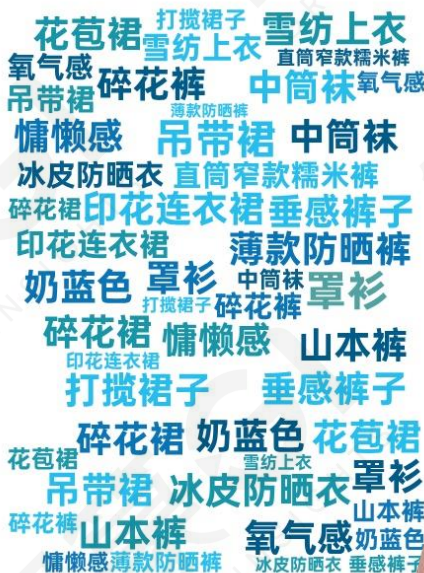 打揽裙子 雪纺上衣
花苞裙 雪纺上衣
直筒窄款糯米裤
氧气感 碎花裤 中筒袜 氧气感
吊带裙 薄款防晒裤
慵懒感 吊带裙 中筒袜
冰皮防晒衣 直筒窄款糯米裤
碎花裙 印花连衣裙 垂感裤子
印花连衣裙 薄款防晒裤
奶蓝色 罩衫 中筒袜 罩衫
打揽裙子 碎花裤
碎花裙 慵懒感 山本裤
印花连衣裙
打揽裙子 垂感裤子
碎花裙 奶蓝色 花苞裙
花苞裙 雪纺上衣 罩衫
吊带裙 冰皮防晒衣
山本裤
碎花裤 山本裤 氧气感 奶蓝色
慵懒感 薄款防晒裤 冰皮防晒衣 垂感裤子